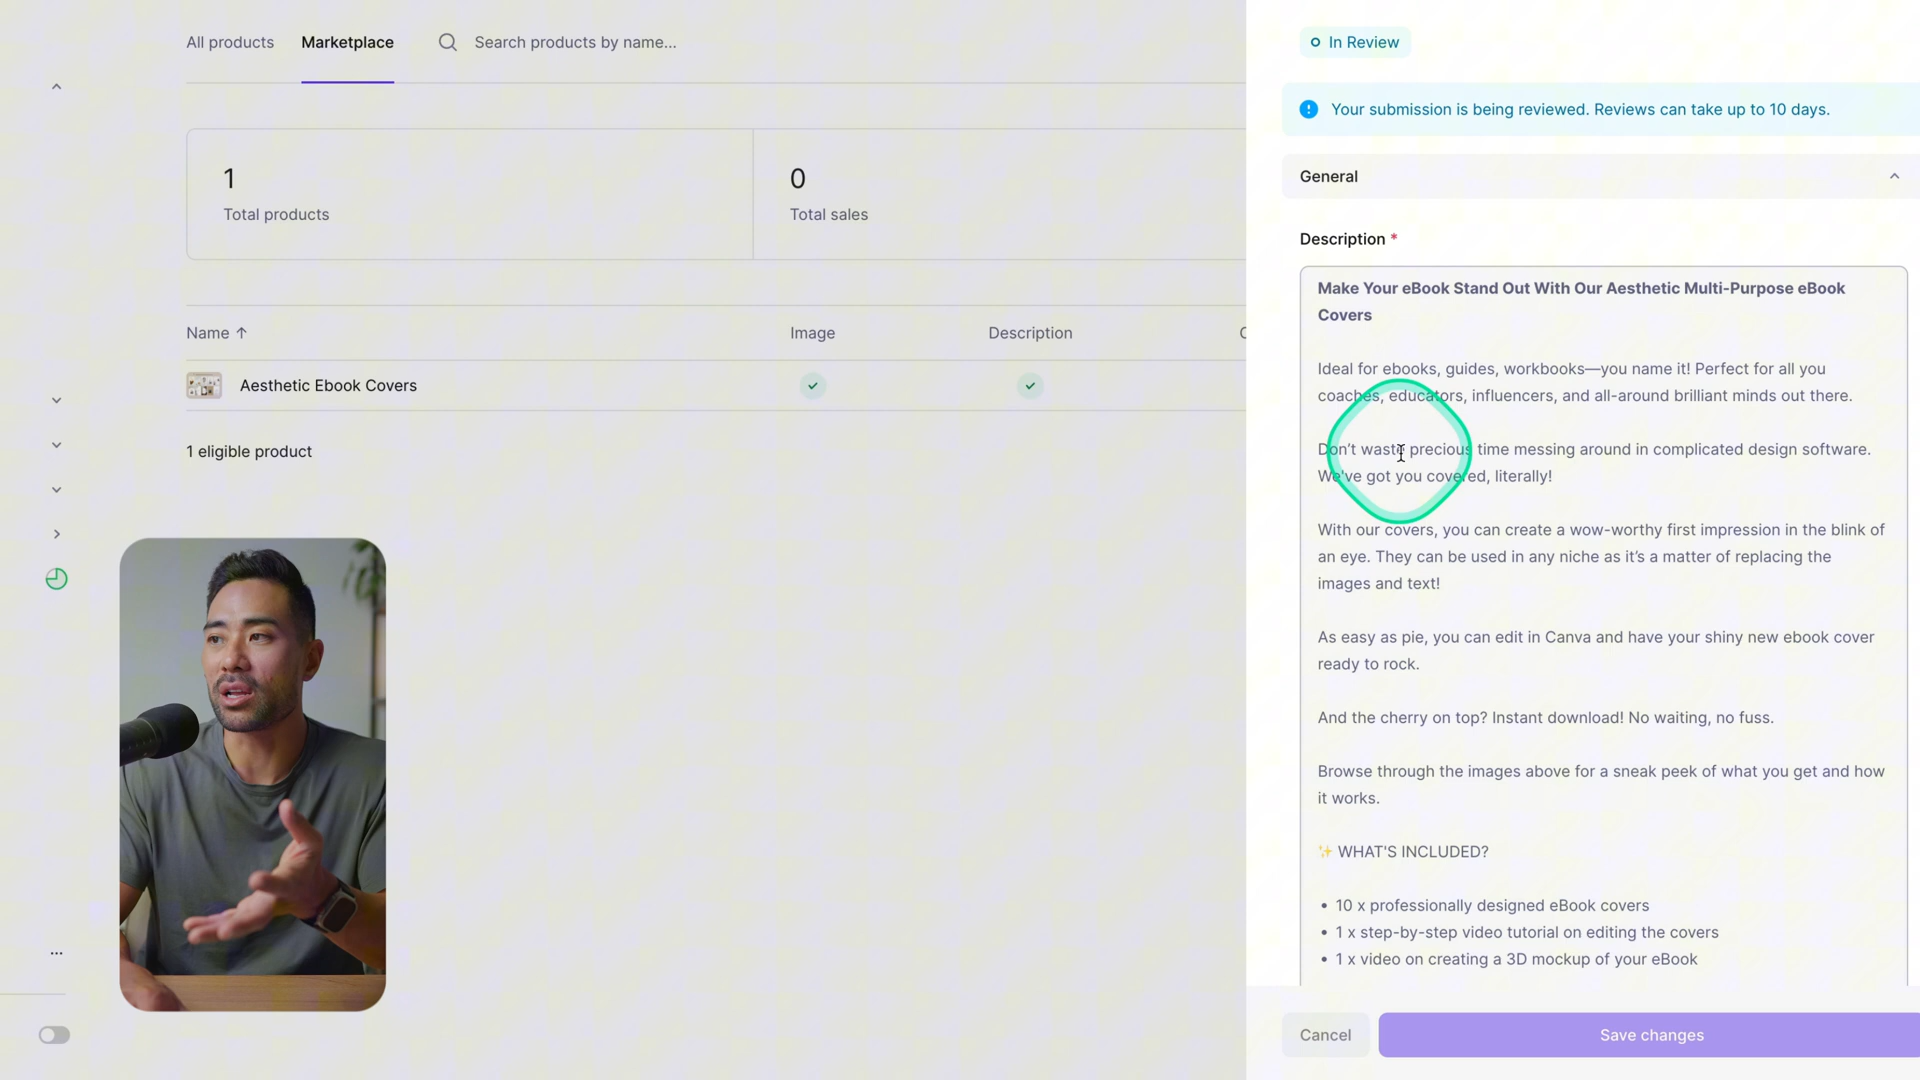 All products
Marketplace
Search products by name...
1
Total products
0
Total sales
Name ↑
Image
Description
Aesthetic Ebook Covers
1 eligible product
...
In Review
Your submission is being reviewed. Reviews can take up to 10 days.
General
Description *
Make Your eBook Stand Out With Our Aesthetic Multi-Purpose eBook
Covers
Ideal for ebooks, guides, workbooks—you name it! Perfect for all you
coaches, educators, influencers, and all-around brilliant minds out there.
Don't waste precious time messing around in complicated design software.
We've got you covered, literally!
With our covers, you can create a wow-worthy first impression in the blink of
an eye. They can be used in any niche as it's a matter of replacing the
images and text!
As easy as pie, you can edit in Canva and have your shiny new ebook cover
ready to rock.
And the cherry on top? Instant download! No waiting, no fuss.
Browse through the images above for a sneak peek of what you get and how
it works.
✨ WHAT'S INCLUDED?
• 10 x professionally designed eBook covers
• 1 x step-by-step video tutorial on editing the covers
• 1 x video on creating a 3D mockup of your eBook
Cancel
Save changes